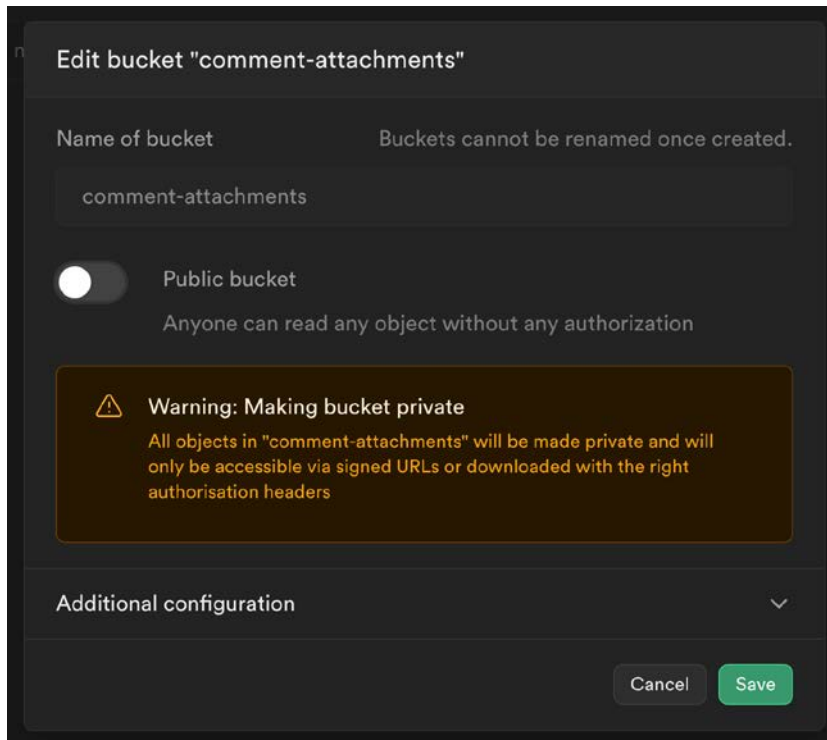 Edit bucket "comment-attachments"
Name of bucket
Buckets cannot be renamed once created.
comment-attachments
Public bucket
Anyone can read any object without any authorization
Warning: Making bucket private
All objects in "comment-attachments" will be made private and will
only be accessible via signed URLs or downloaded with the right
authorisation headers
Additional configuration
Cancel
Save